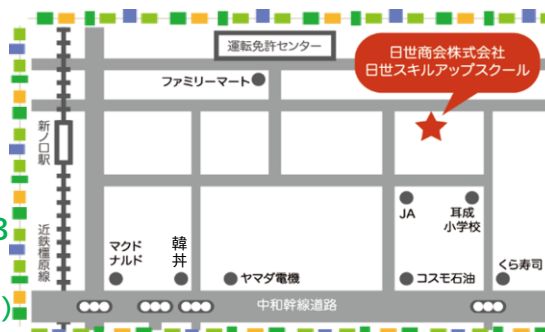 運転免許センター
日世商会株式会社
日世スキルアップスクール
ファミリーマート
新ノ口駅
近鉄橿原線
JA
耳成
小学校
マクド
ナルド
韓
丼
ヤマダ電機
コスモ石油
くら寿司
中和幹線道路
3
)